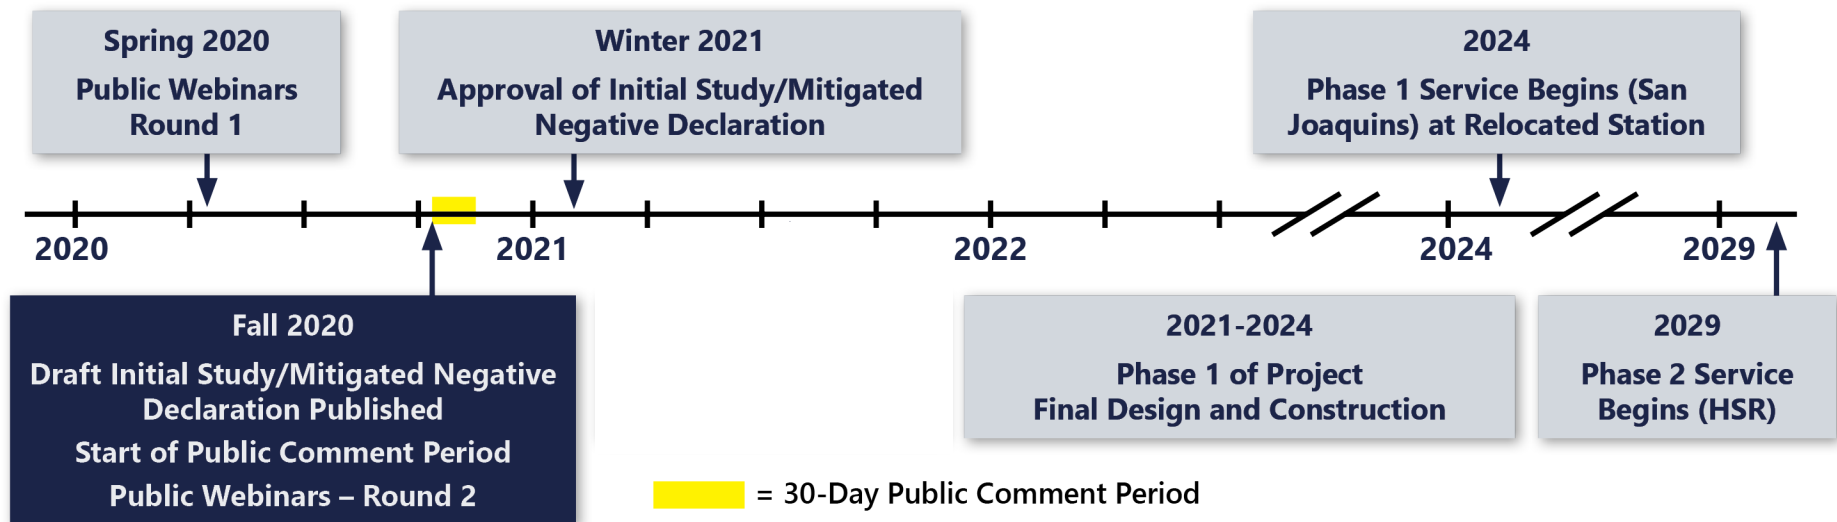 Spring 2020
Public Webinars
Round 1
Winter 2021
Approval of Initial Study/Mitigated
Negative Declaration
2024
Phase 1 Service Begins (San
Joaquins) at Relocated Station
2020
2021
2022
2024
2029
Fall 2020
Draft Initial Study/Mitigated Negative
Declaration Published
Start of Public Comment Period
Public Webinars – Round 2
2021-2024
Phase 1 of Project
Final Design and Construction
2029
Phase 2 Service
Begins (HSR)
= 30-Day Public Comment Period